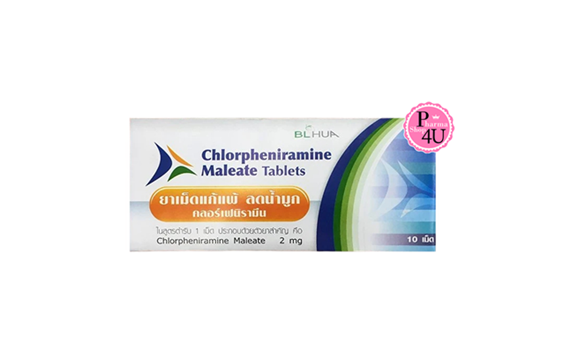 BLHUA
Chlorpheniramine
Maleate Tablets
ยาเม็ดแก้แพ้ ลดน้ำมูก
คลอร์เฟนิรามีน
ในสูตรตำรับ 1 เม็ด ประกอบด้วยตัวยาสำคัญ คือ
Chlorpheniramine Maleate 2 mg
10 เม็ด
P
Shin Pharma
4U